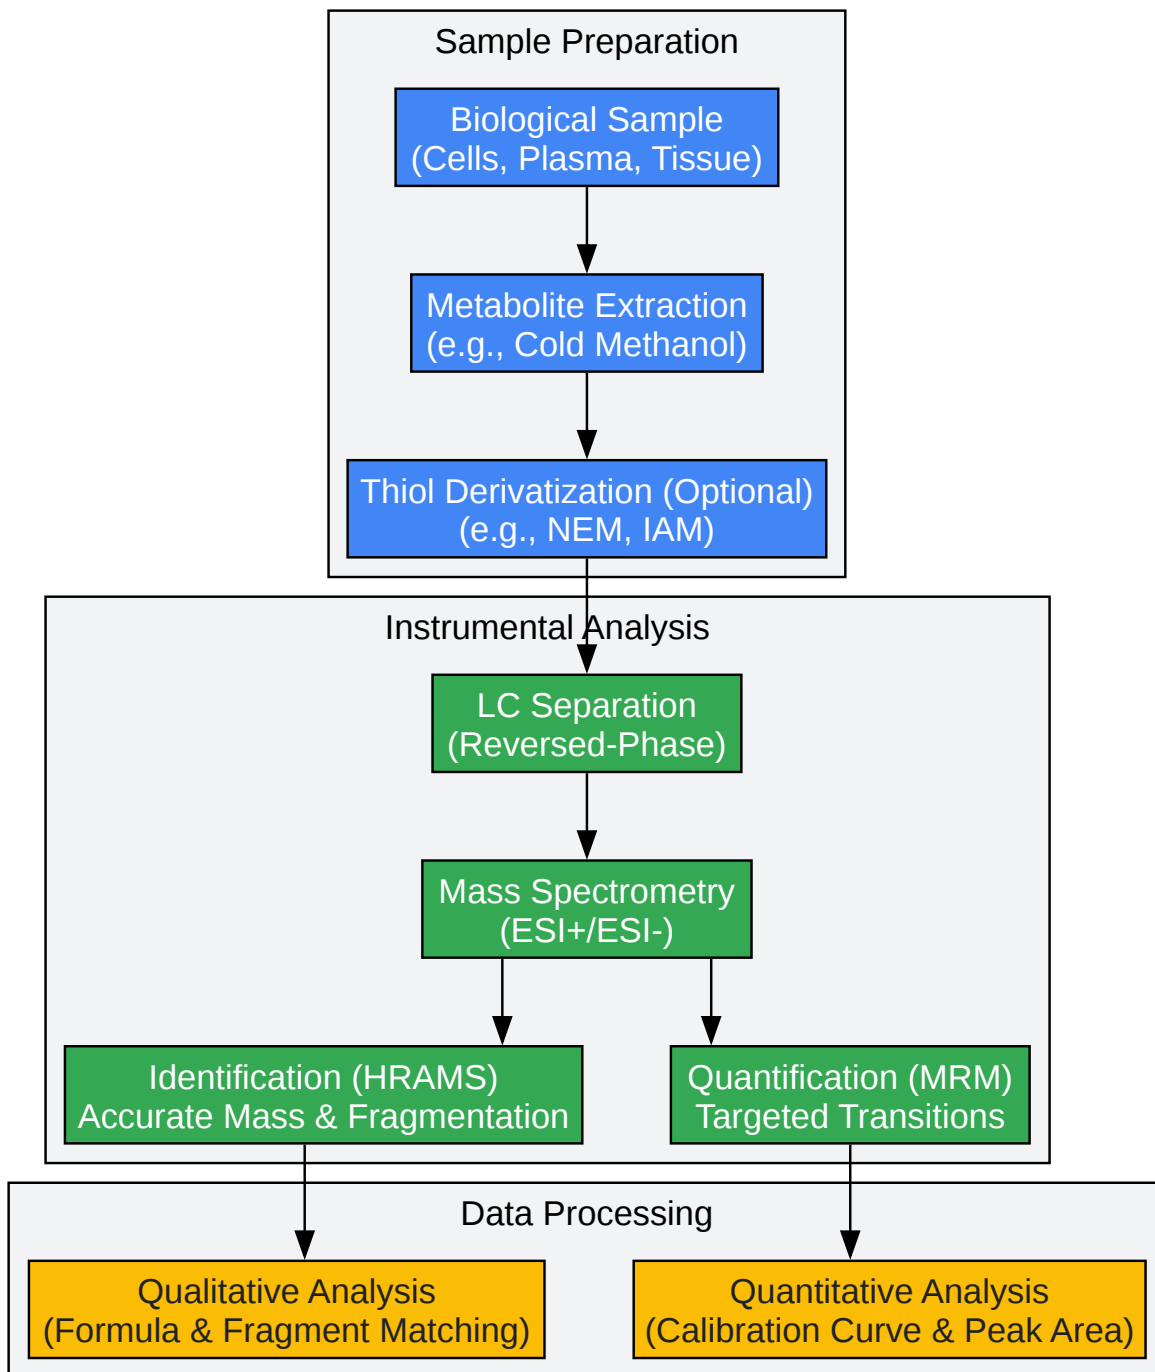 Sample Preparation
Biological Sample
(Cells, Plasma, Tissue)
Metabolite Extraction
(e.g., Cold Methanol)
Thiol Derivatization (Optional)
(e.g., NEM, IAM)
Instrumental Analysis
LC Separation
(Reversed-Phase)
Mass Spectrometry
(ESI+/ESI-)
Identification (HRAMS)
Accurate Mass & Fragmentation
Quantification (MRM)
Targeted Transitions
Data Processing
Qualitative Analysis
(Formula & Fragment Matching)
Quantitative Analysis
(Calibration Curve & Peak Area)